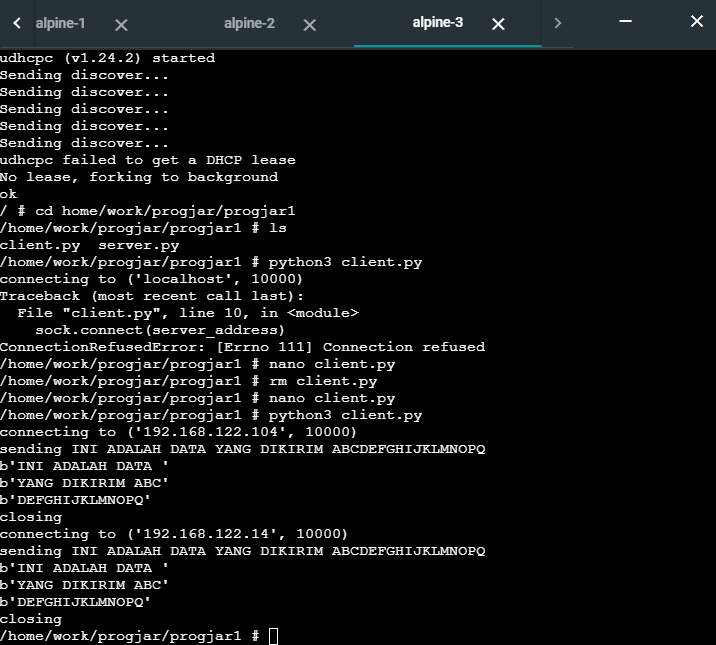 alpine-1
alpine-2
alpine-3
udhcpc (v1.24.2) started
Sending discover...
Sending discover...
Sending discover...
Sending discover...
Sending discover...
udhcpc failed to get a DHCP lease
No lease, forking to background
ok
/ # cd home/work/progjar/progjar1
/home/work/progjar/progjar1 # ls
client.py  server.py
/home/work/progjar/progjar1 # python3 client.py
connecting to ('localhost', 10000)
Traceback (most recent call last):
  File "client.py", line 10, in <module>
    sock.connect(server_address)
ConnectionRefusedError: [Errno 111] Connection refused
/home/work/progjar/progjar1 # nano client.py
/home/work/progjar/progjar1 # rm client.py
/home/work/progjar/progjar1 # nano client.py
/home/work/progjar/progjar1 # python3 client.py
connecting to ('192.168.122.104', 10000)
sending INI ADALAH DATA YANG DIKIRIM ABCDEFGHIJKLMNOPQ
b'INI ADALAH DATA '
b'YANG DIKIRIM ABC'
b'DEFGHIJKLMNOPQ'
closing
connecting to ('192.168.122.14', 10000)
sending INI ADALAH DATA YANG DIKIRIM ABCDEFGHIJKLMNOPQ
b'INI ADALAH DATA '
b'YANG DIKIRIM ABC'
b'DEFGHIJKLMNOPQ'
closing
/home/work/progjar/progjar1 #